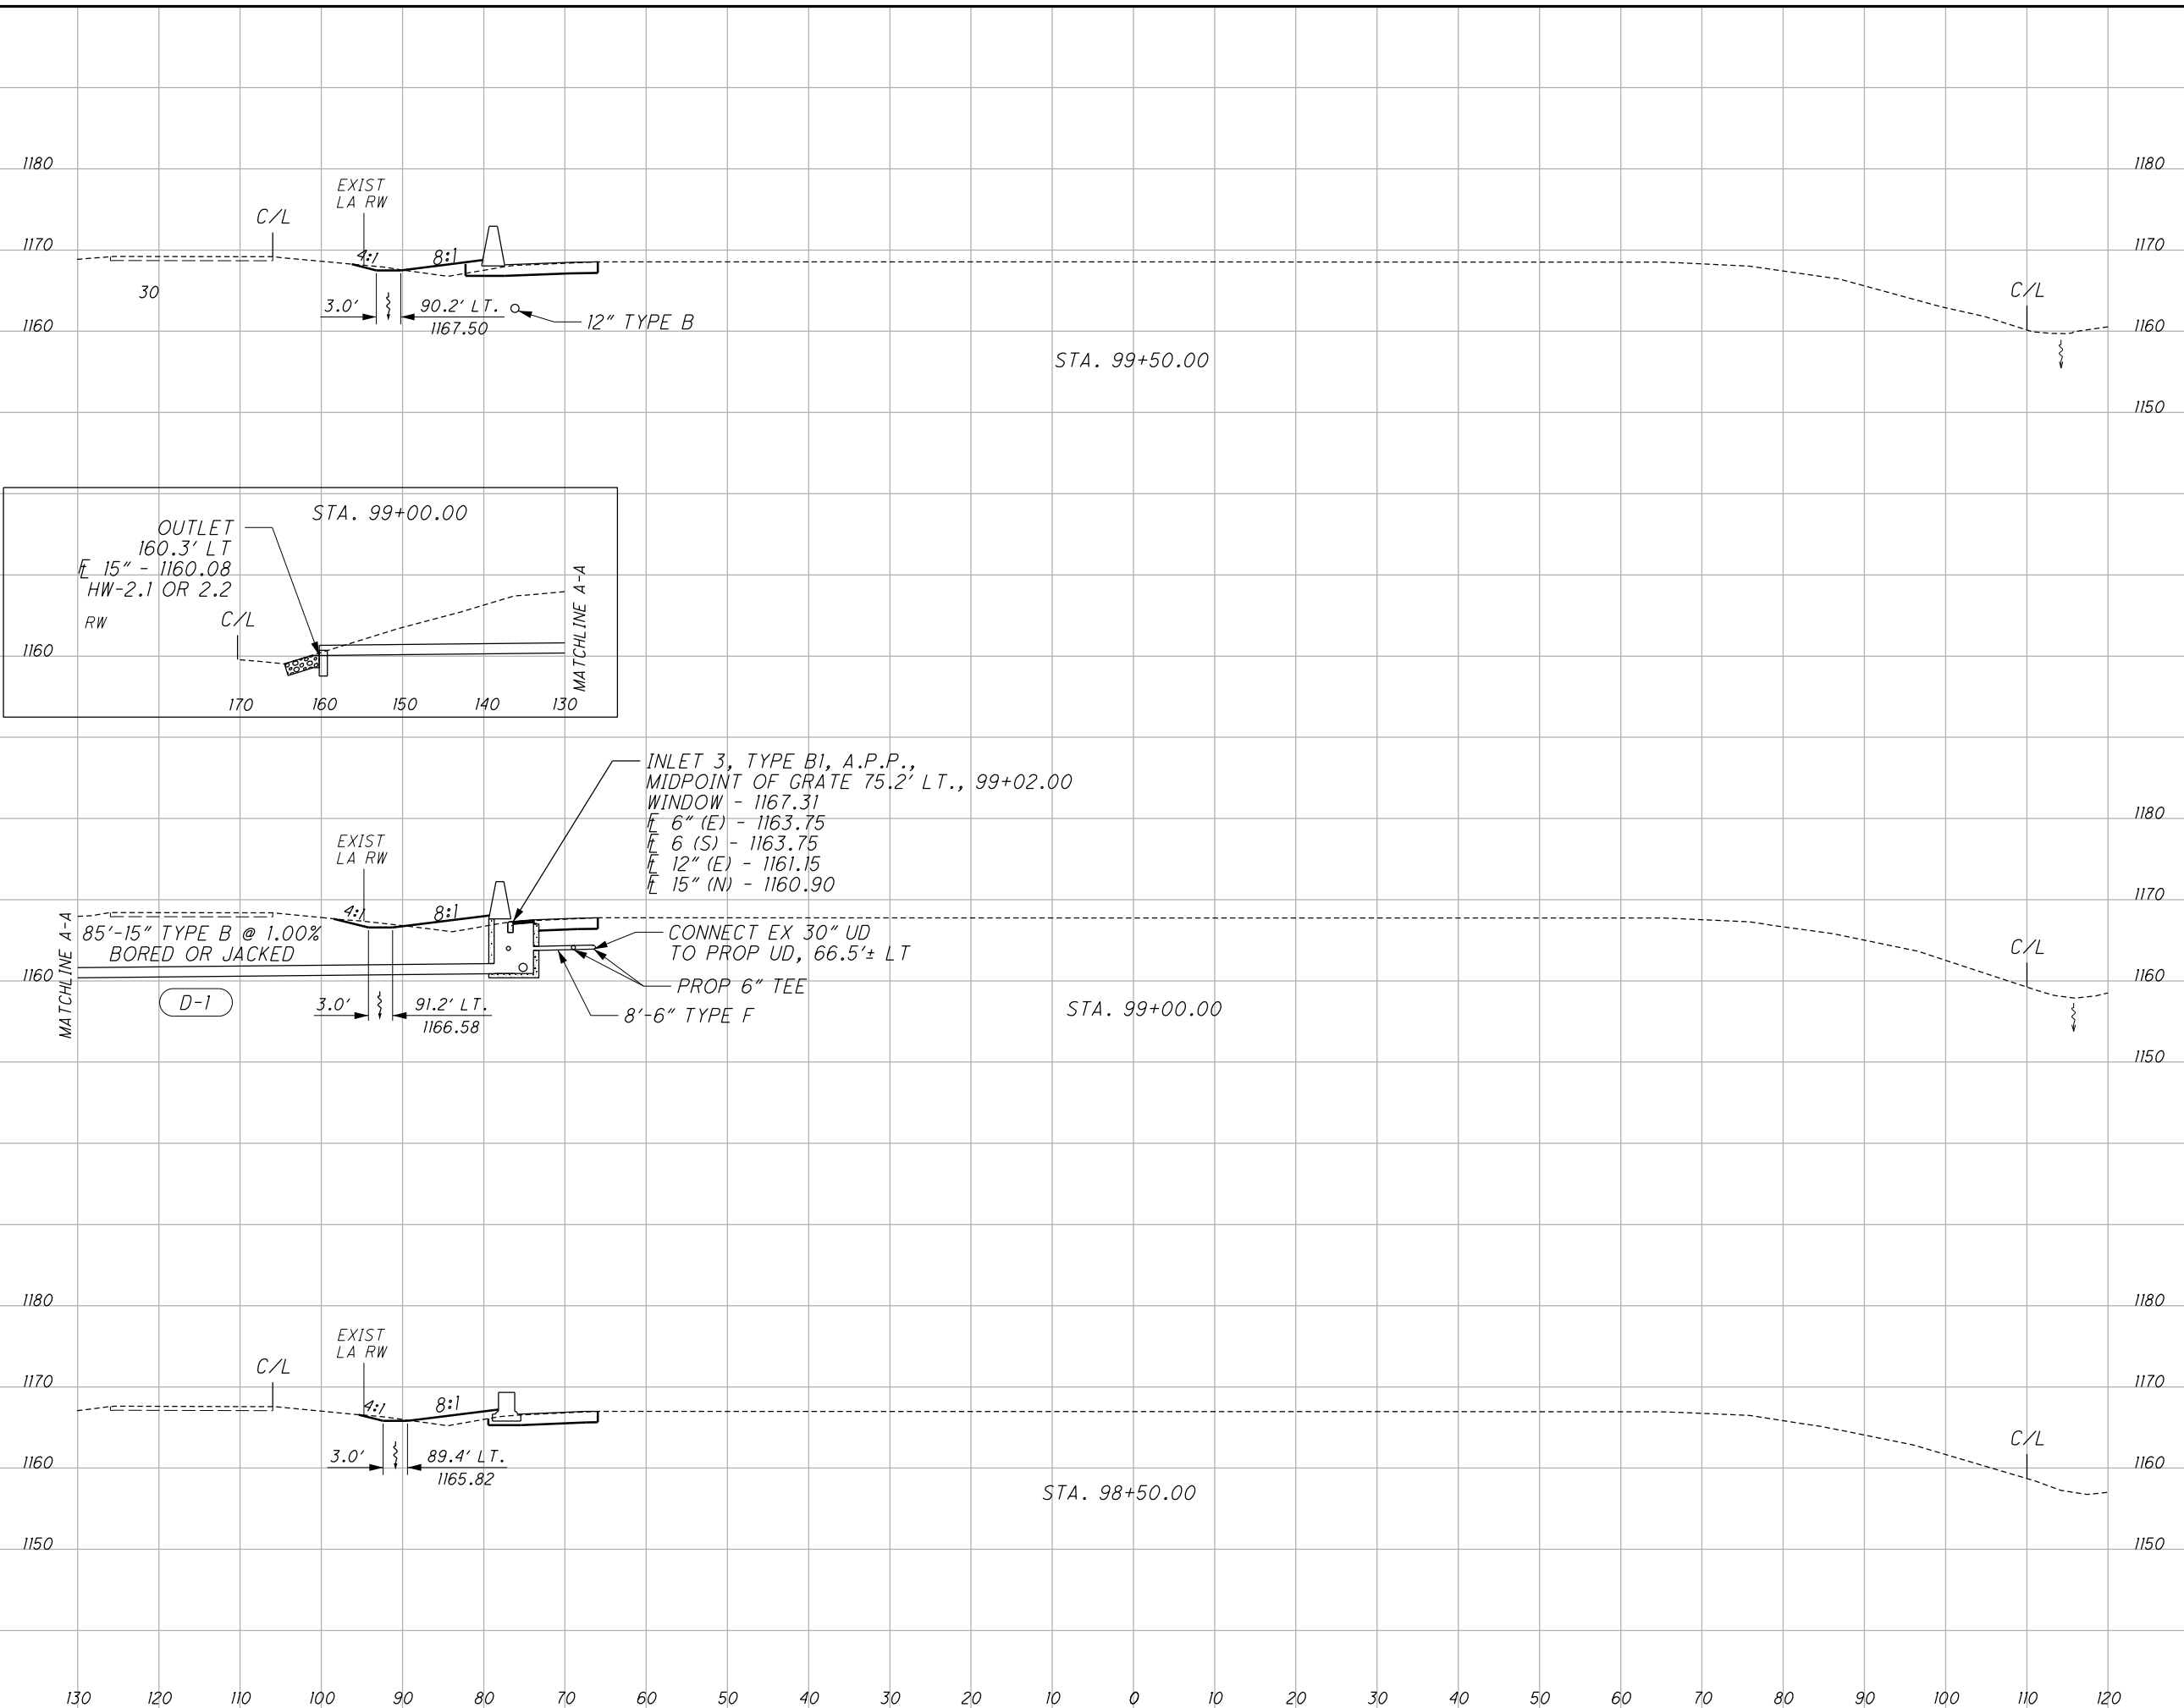 1180
1180
EXIST
LA RW
C/L
1170
1170
4:1
8:1
C/L
30
3.0'
90.2' LT.
1167.50
12" TYPE B
1160
1160
STA. 99+50.00
1150
STA. 99+00.00
OUTLET
160.3' LT
15" - 1160.08
HW-2.1 OR 2.2
RW
C/L
1160
MATCHLINE A-A
170
160
150
140
130
INLET 3, TYPE B1, A.P.P.,
MIDPOINT OF GRATE 75.2' LT., 99+02.00
WINDOW - 1167.31
6" (E) - 1163.75
6 (S) - 1163.75
12" (E) - 1161.15
15" (N) - 1160.90
1180
EXIST
LA RW
1170
4:1
8:1
MATCHLINE A-A
85'-15" TYPE B @ 1.00%
BORED OR JACKED
CONNECT EX 30" UD
TO PROP UD, 66.5'± LT
C/L
1160
1160
PROP 6" TEE
D-1
3.0'
91.2' LT.
1166.58
8'-6" TYPE F
STA. 99+00.00
1150
1180
1180
EXIST
LA RW
C/L
1170
1170
4:1
8:1
C/L
3.0'
89.4' LT.
1165.82
1160
1160
STA. 98+50.00
1150
1150
130 120 110 100 90 80 70 60 50 40 30 20 10 0 10 20 30 40 50 60 70 80 90 100 110 120